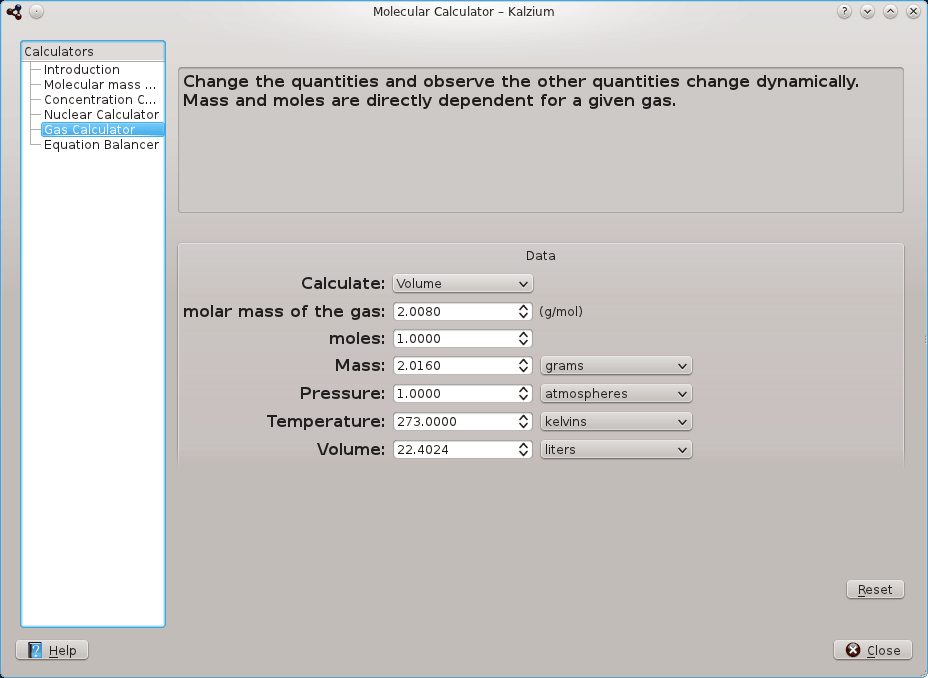 Molecular Calculator – Kalzium
Calculators
Introduction
Molecular mass ...
Concentration C...
Nuclear Calculator
Gas Calculator
Equation Balancer
Change the quantities and observe the other quantities change dynamically.
Mass and moles are directly dependent for a given gas.
Data
Calculate: Volume
molar mass of the gas: 2.0080 (g/mol)
moles: 1.0000
Mass: 2.0160 grams
Pressure: 1.0000 atmospheres
Temperature: 273.0000 kelvins
Volume: 22.4024 liters
Reset
Help
Close